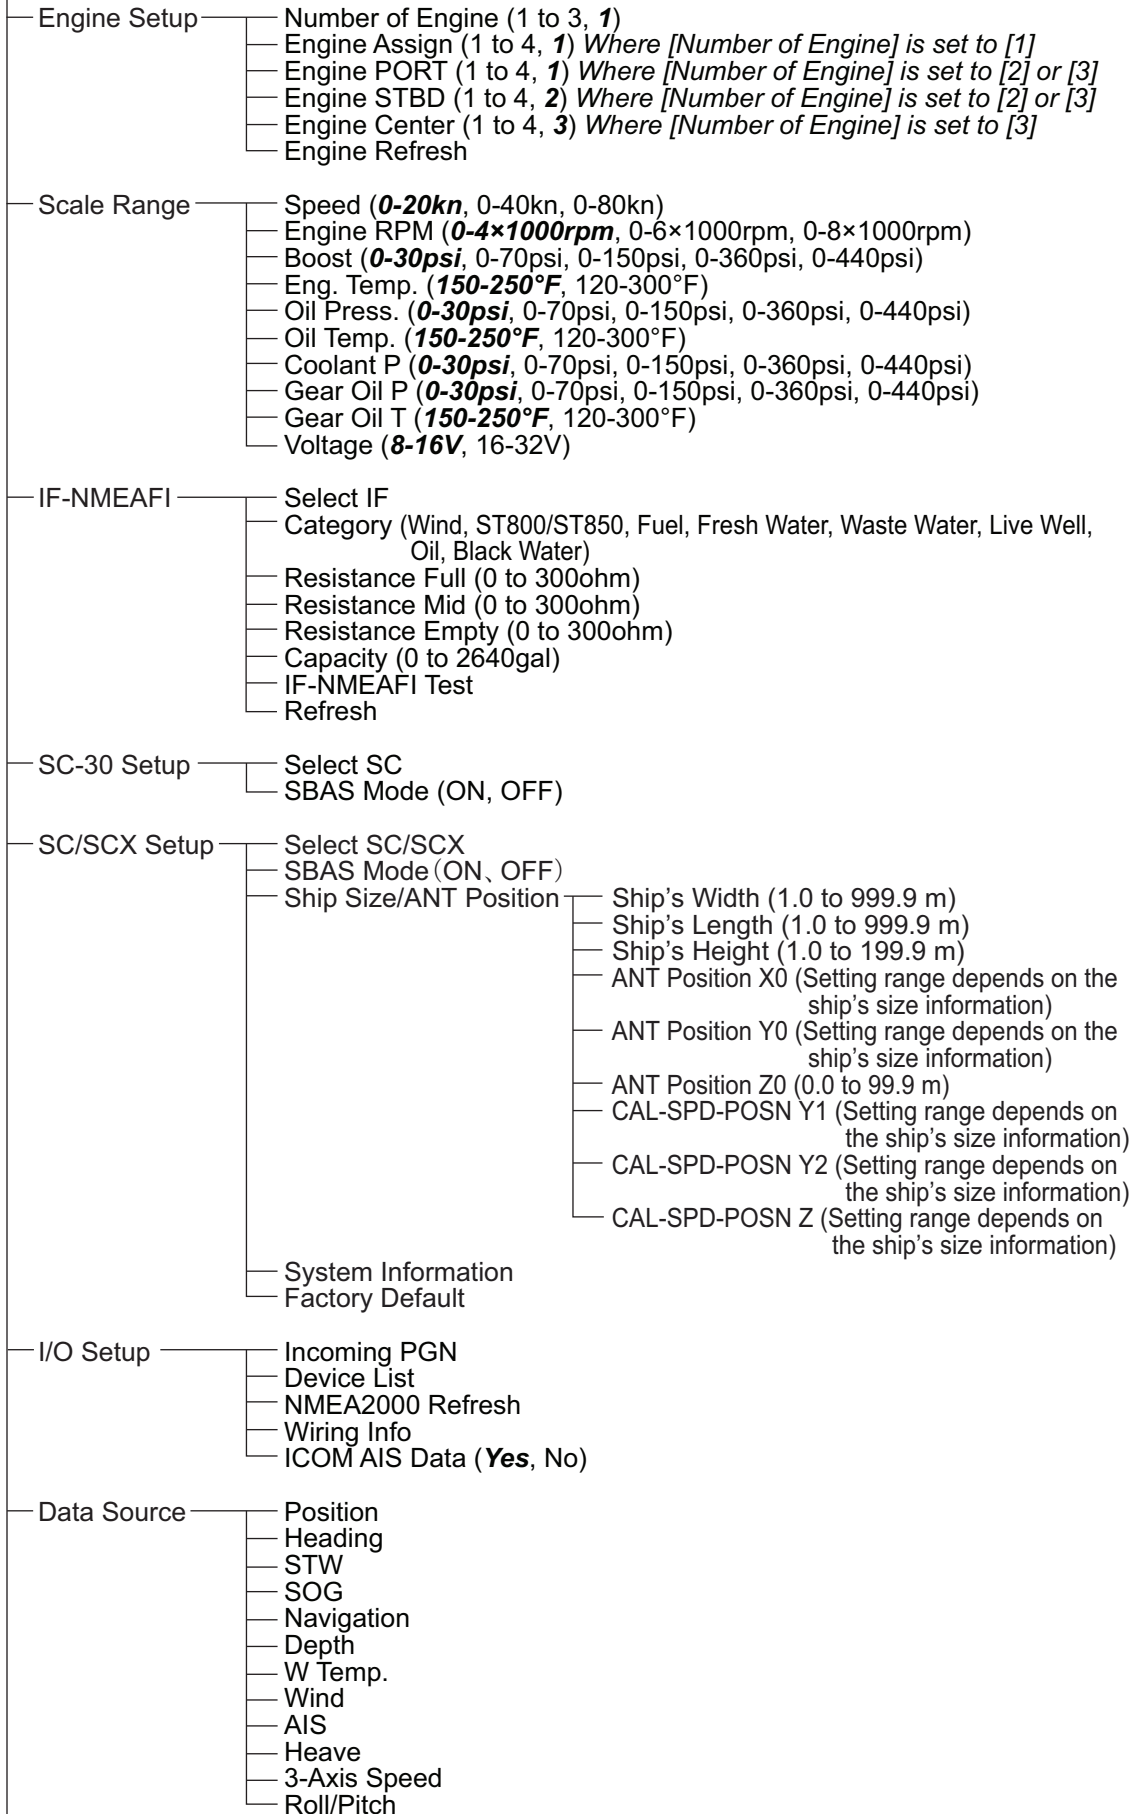 Engine Setup Number of Engine (1 to 3, 1)
Engine Assign (1 to 4, 1) Where [Number of Engine] is set to [1]
Engine PORT (1 to 4, 1) Where [Number of Engine] is set to [2] or [3]
Engine STBD (1 to 4, 2) Where [Number of Engine] is set to [2] or [3]
Engine Center (1 to 4, 3) Where [Number of Engine] is set to [3]
Engine Refresh
Scale Range Speed (0-20kn, 0-40kn, 0-80kn)
Engine RPM (0-4×1000rpm, 0-6×1000rpm, 0-8×1000rpm)
Boost (0-30psi, 0-70psi, 0-150psi, 0-360psi, 0-440psi)
Eng. Temp. (150-250°F, 120-300°F)
Oil Press. (0-30psi, 0-70psi, 0-150psi, 0-360psi, 0-440psi)
Oil Temp. (150-250°F, 120-300°F)
Coolant P (0-30psi, 0-70psi, 0-150psi, 0-360psi, 0-440psi)
Gear Oil P (0-30psi, 0-70psi, 0-150psi, 0-360psi, 0-440psi)
Gear Oil T (150-250°F, 120-300°F)
Voltage (8-16V, 16-32V)
IF-NMEAFI Select IF
Category (Wind, ST800/ST850, Fuel, Fresh Water, Waste Water, Live Well,
Oil, Black Water)
Resistance Full (0 to 300ohm)
Resistance Mid (0 to 300ohm)
Resistance Empty (0 to 300ohm)
Capacity (0 to 2640gal)
IF-NMEAFI Test
Refresh
SC-30 Setup Select SC
SBAS Mode (ON, OFF)
SC/SCX Setup Select SC/SCX
SBAS Mode（ON、OFF）
Ship Size/ANT Position Ship's Width (1.0 to 999.9 m)
Ship's Length (1.0 to 999.9 m)
Ship's Height (1.0 to 199.9 m)
ANT Position X0 (Setting range depends on the
ship's size information)
ANT Position Y0 (Setting range depends on the
ship's size information)
ANT Position Z0 (0.0 to 99.9 m)
CAL-SPD-POSN Y1 (Setting range depends on
the ship's size information)
CAL-SPD-POSN Y2 (Setting range depends on
the ship's size information)
CAL-SPD-POSN Z (Setting range depends on
the ship's size information)
System Information
Factory Default
I/O Setup Incoming PGN
Device List
NMEA2000 Refresh
Wiring Info
ICOM AIS Data (Yes, No)
Data Source Position
Heading
STW
SOG
Navigation
Depth
W Temp.
Wind
AIS
Heave
3-Axis Speed
Roll/Pitch